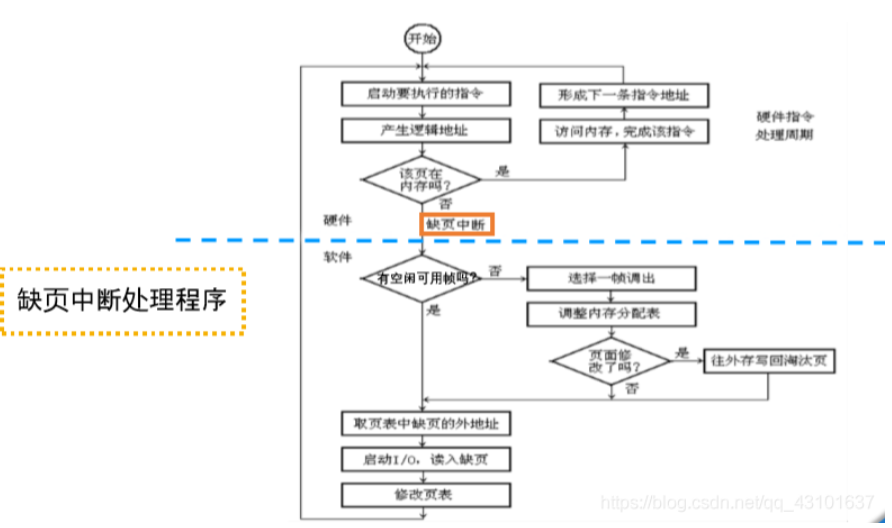 开始
启动要执行的指令
产生逻辑地址
该页在
内存吗?
是
否
形成下一条指令地址
访问内存,完成该指令
硬件指令
处理周期
硬件
缺页中断
软件
缺页中断处理程序
有空闲可用帧吗?
否
是
选择一帧调出
调整内存分配表
页面修
改了吗?
是
否
往外存写回淘汰页
取页表中缺页的外地址
启动I/O,读入缺页
修改页表
https://blog.csdn.net/qq_43101637